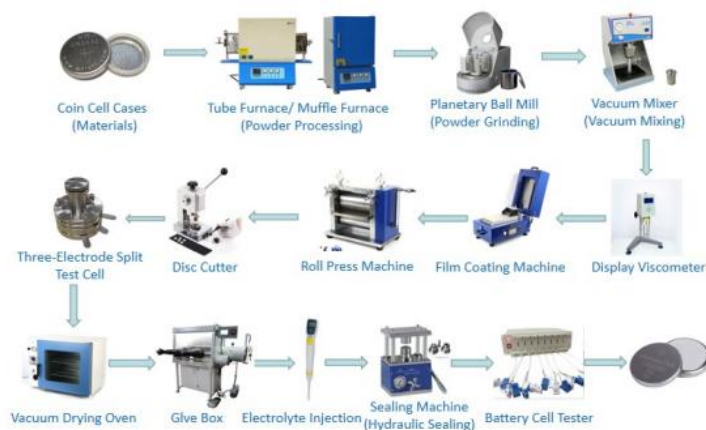 Coin Cell Cases
(Materials)
Tube Furnace/ Muffle Furnace
(Powder Processing)
Planetary Ball Mill
(Powder Grinding)
Vacuum Mixer
(Vacuum Mixing)
Three-Electrode Split
Test Cell
Disc Cutter
Roll Press Machine
Film Coating Machine
Display Viscometer
Vacuum Drying Oven
Glve Box
Electrolyte Injection
Sealing Machine
(Hydraulic Sealing)
Battery Cell Tester